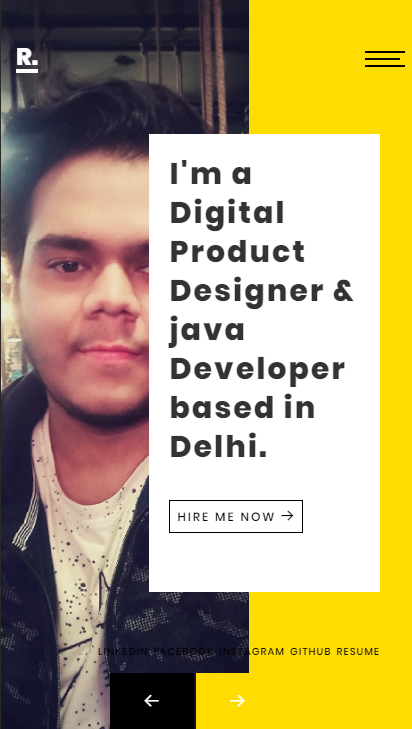 R.
I'm a
Digital
Product
Designer &
java
Developer
based in
Delhi.
HIRE ME NOW →
LINKEDIN FACEBOOK INSTAGRAM GITHUB RESUME